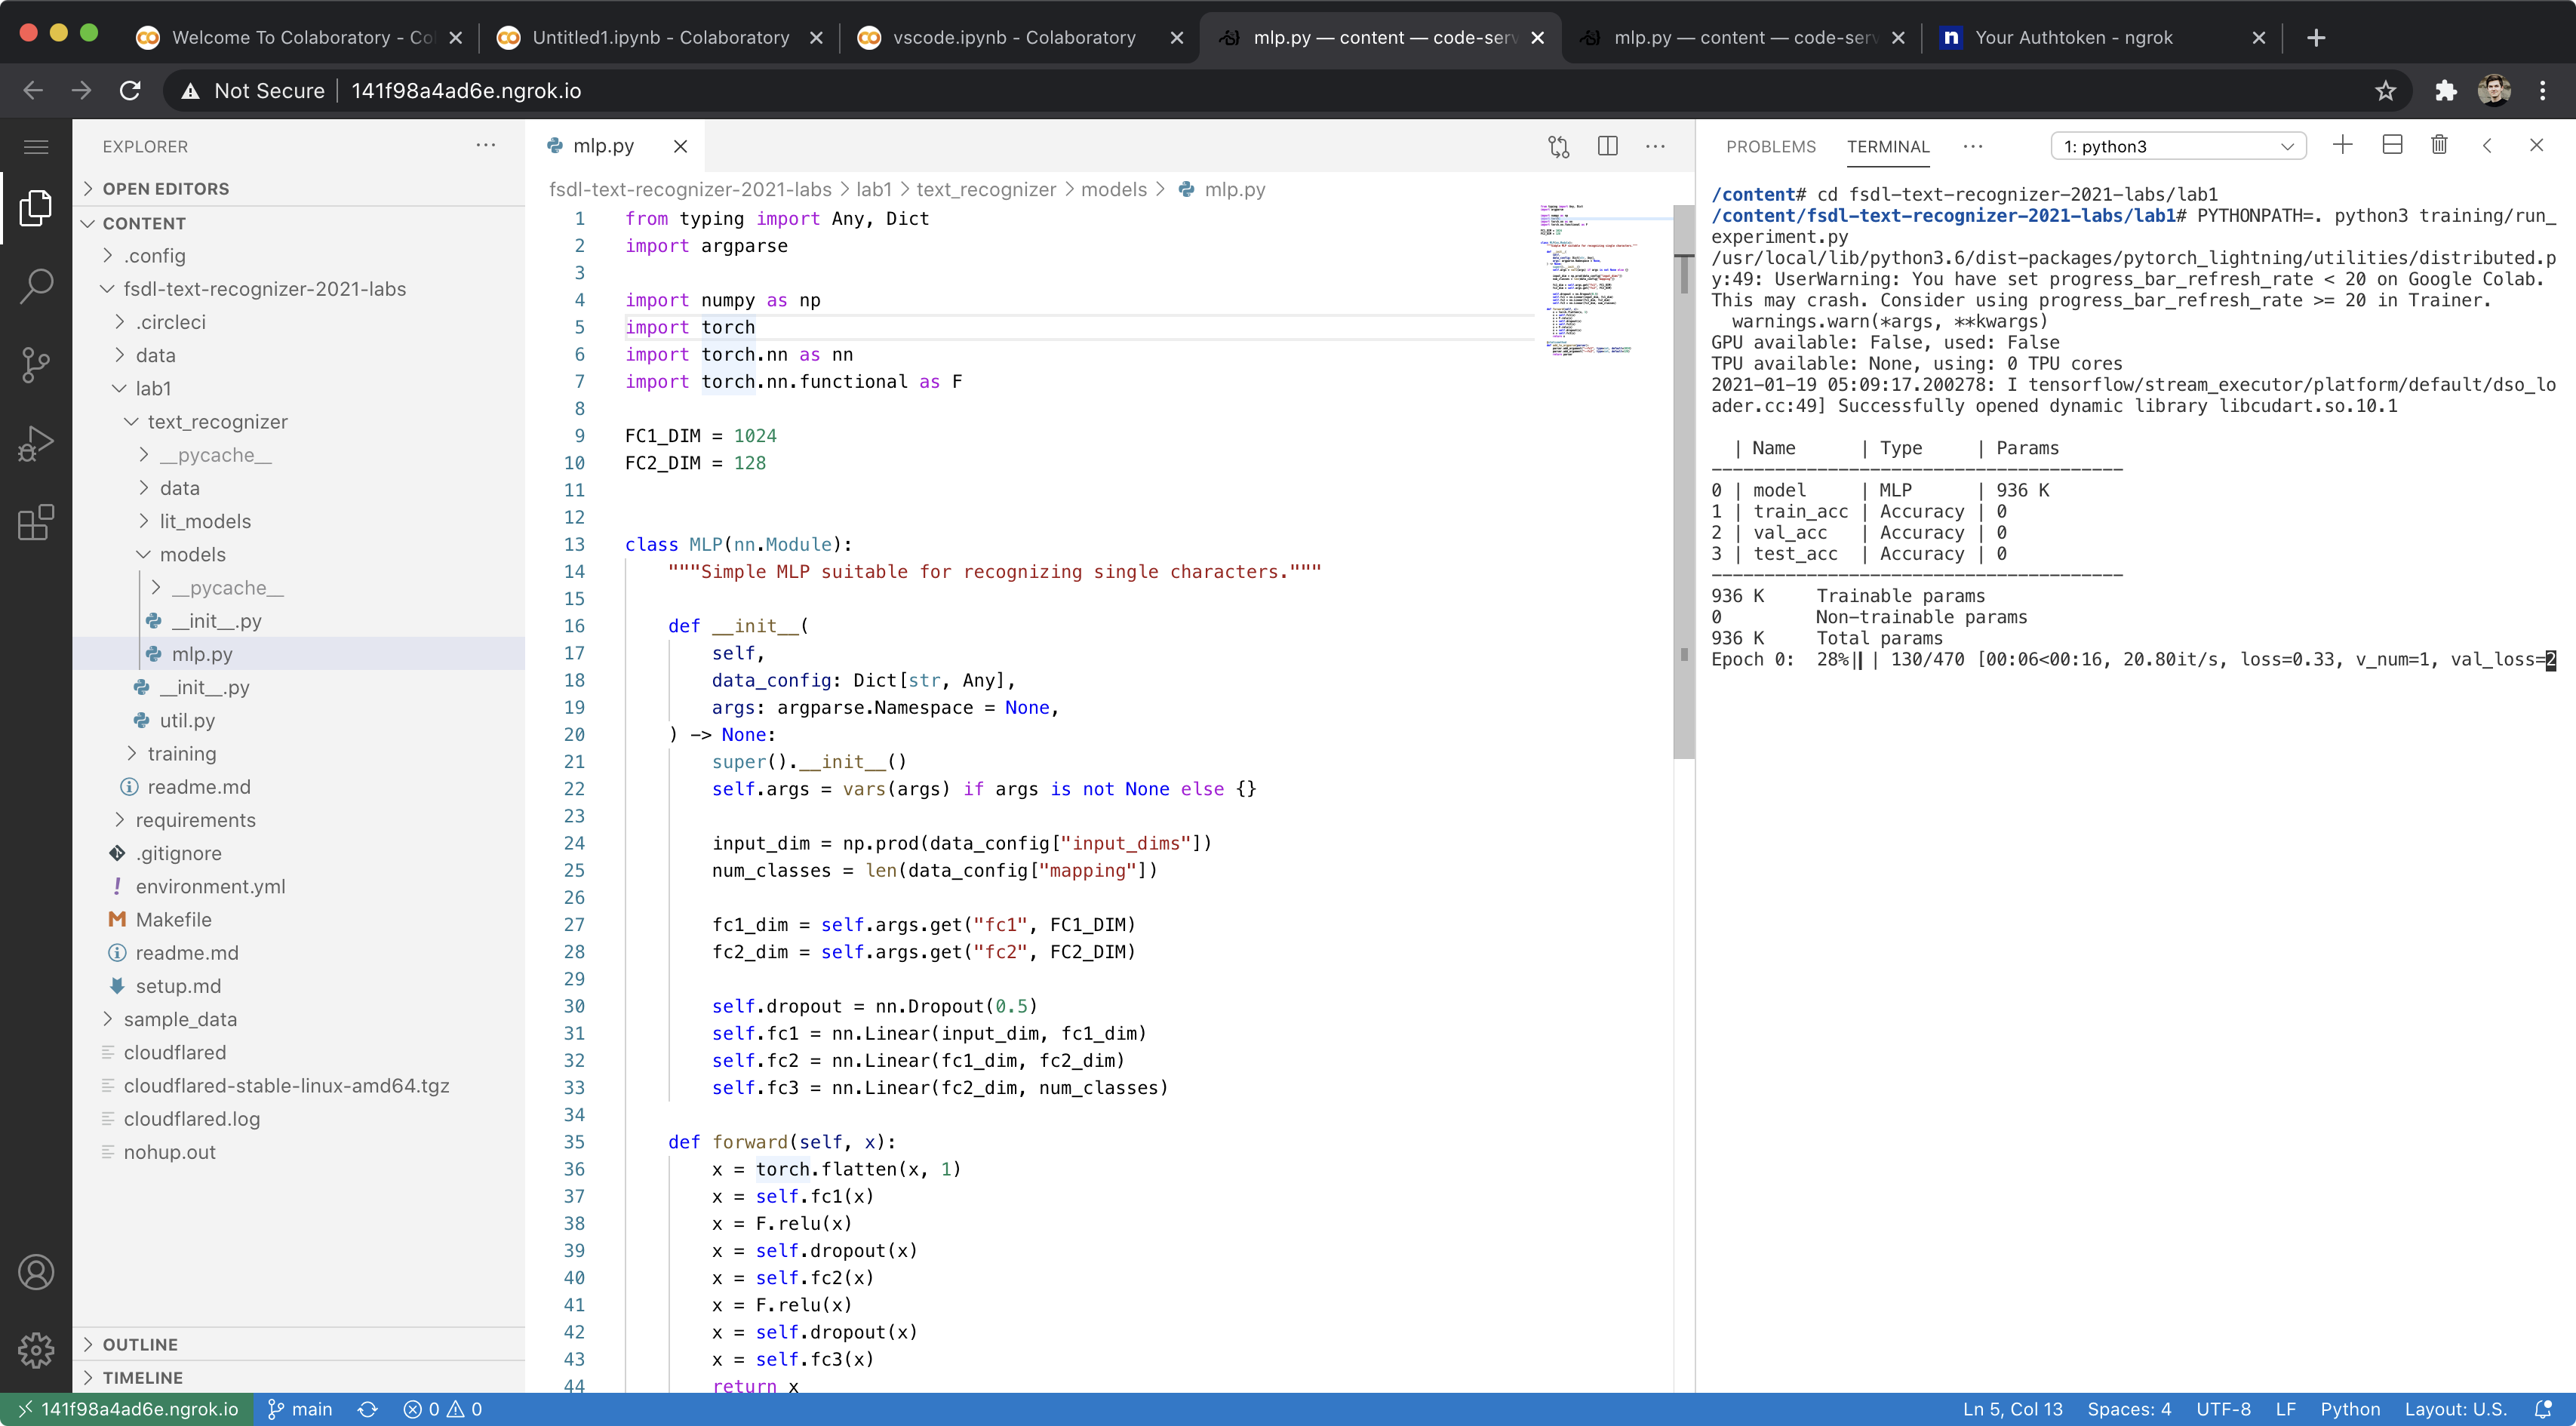 Welcome To Colaboratory - Co
Untitled1.ipynb - Colaboratory
vscode.ipynb - Colaboratory
mlp.py — content — code-serv
mlp.py — content — code-serv
Your Authtoken - ngrok
Not Secure
141f98a4ad6e.ngrok.io
EXPLORER
OPEN EDITORS
CONTENT
.config
fsdl-text-recognizer-2021-labs
.circleci
data
lab1
text_recognizer
__pycache__
data
lit_models
models
__pycache__
__init__.py
mlp.py
__init__.py
util.py
training
readme.md
requirements
.gitignore
environment.yml
Makefile
readme.md
setup.md
sample_data
cloudflared
cloudflared-stable-linux-amd64.tgz
cloudflared.log
nohup.out
OUTLINE
TIMELINE
mlp.py
fsdl-text-recognizer-2021-labs > lab1 > text_recognizer > models > mlp.py
1 from typing import Any, Dict
2 import argparse
3
4 import numpy as np
5 import torch
6 import torch.nn as nn
7 import torch.nn.functional as F
8
9 FC1_DIM = 1024
10 FC2_DIM = 128
11
12
13 class MLP(nn.Module):
14     """Simple MLP suitable for recognizing single characters."""
15
16     def __init__(
17         self,
18         data_config: Dict[str, Any],
19         args: argparse.Namespace = None,
20     ) -> None:
21         super().__init__()
22         self.args = vars(args) if args is not None else {}
23
24         input_dim = np.prod(data_config["input_dims"])
25         num_classes = len(data_config["mapping"])
26
27         fc1_dim = self.args.get("fc1", FC1_DIM)
28         fc2_dim = self.args.get("fc2", FC2_DIM)
29
30         self.dropout = nn.Dropout(0.5)
31         self.fc1 = nn.Linear(input_dim, fc1_dim)
32         self.fc2 = nn.Linear(fc1_dim, fc2_dim)
33         self.fc3 = nn.Linear(fc2_dim, num_classes)
34
35     def forward(self, x):
36         x = torch.flatten(x, 1)
37         x = self.fc1(x)
38         x = F.relu(x)
39         x = self.dropout(x)
40         x = self.fc2(x)
41         x = F.relu(x)
42         x = self.dropout(x)
43         x = self.fc3(x)
44         return x
PROBLEMS
TERMINAL
1: python3
/content# cd fsdl-text-recognizer-2021-labs/lab1
/content/fsdl-text-recognizer-2021-labs/lab1# PYTHONPATH=. python3 training/run_
experiment.py
/usr/local/lib/python3.6/dist-packages/pytorch_lightning/utilities/distributed.p
y:49: UserWarning: You have set progress_bar_refresh_rate < 20 on Google Colab.
This may crash. Consider using progress_bar_refresh_rate >= 20 in Trainer.
  warnings.warn(*args, **kwargs)
GPU available: False, used: False
TPU available: None, using: 0 TPU cores
2021-01-19 05:09:17.200278: I tensorflow/stream_executor/platform/default/dso_lo
ader.cc:49] Successfully opened dynamic library libcudart.so.10.1
  | Name      | Type     | Params
---------------------------------------
0 | model     | MLP      | 936 K
1 | train_acc | Accuracy | 0
2 | val_acc   | Accuracy | 0
3 | test_acc  | Accuracy | 0
---------------------------------------
936 K     Trainable params
0         Non-trainable params
936 K     Total params
Epoch 0:  28%|▎| 130/470 [00:06<00:16, 20.80it/s, loss=0.33, v_num=1, val_loss=2
141f98a4ad6e.ngrok.io
main
0
0
Ln 5, Col 13
Spaces: 4
UTF-8
LF
Python
Layout: U.S.